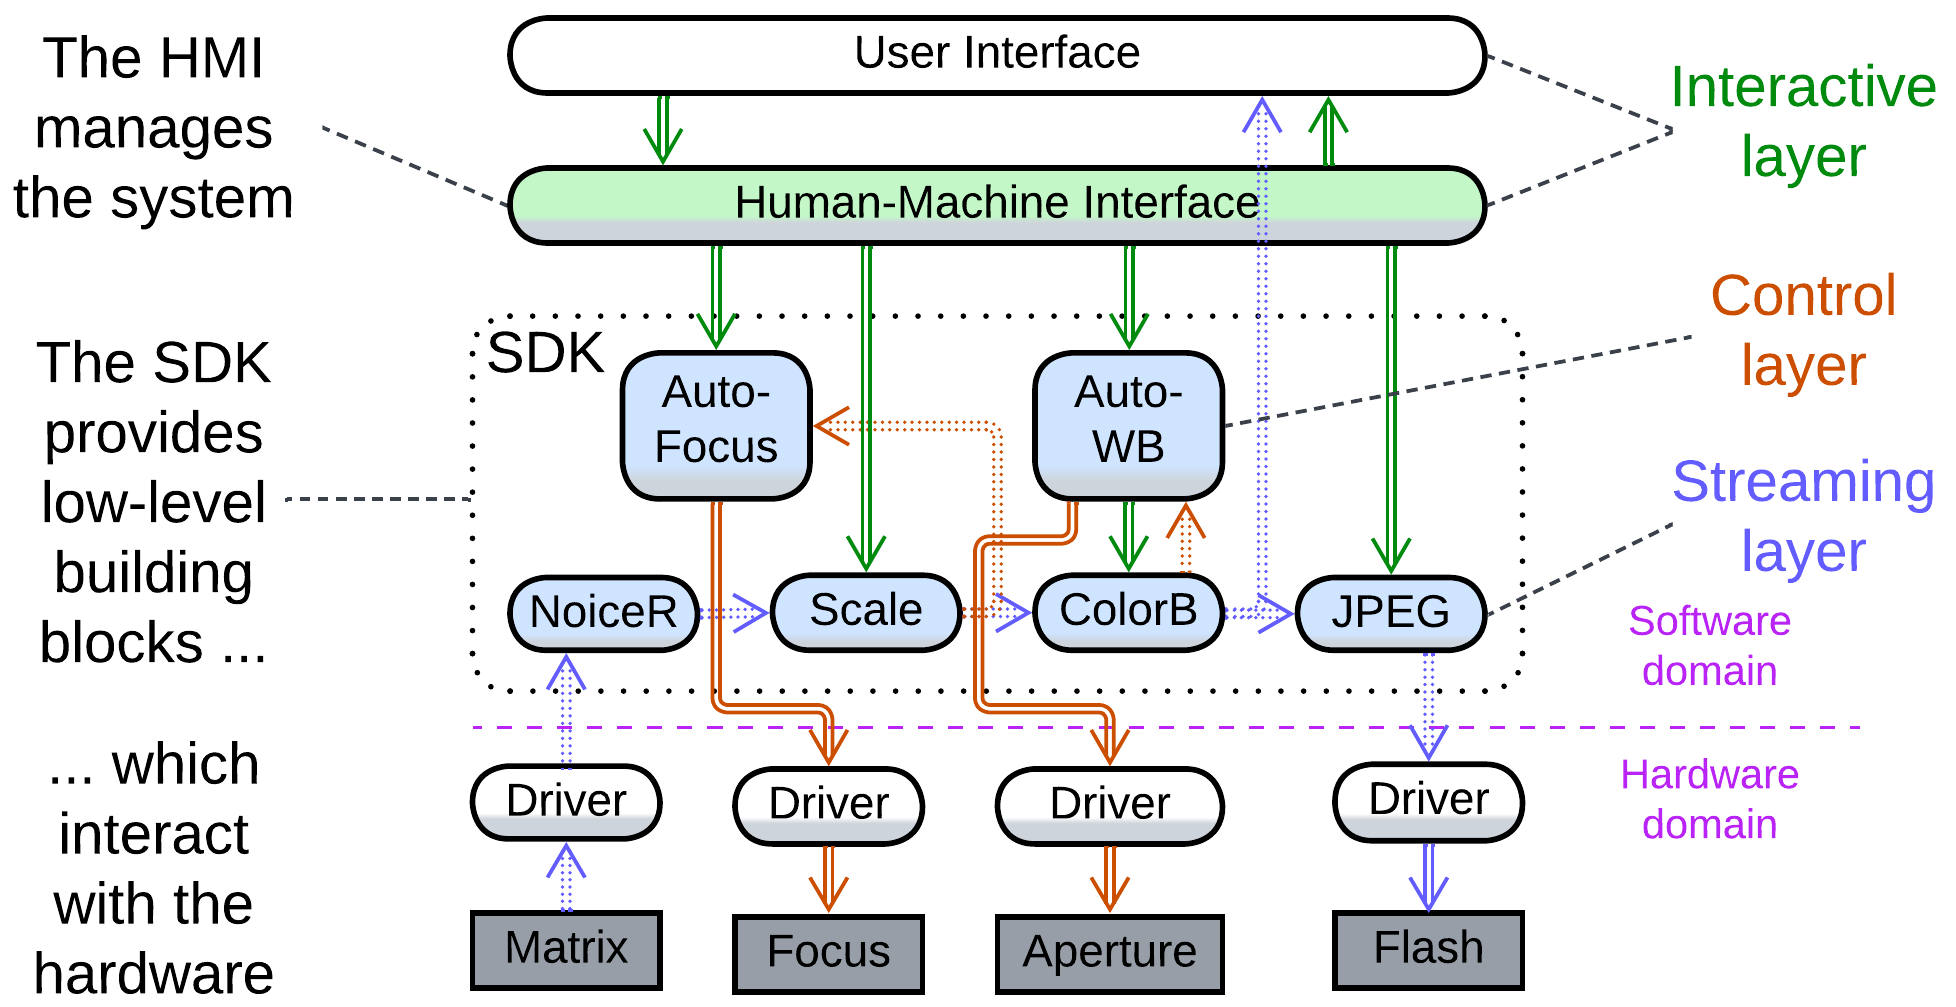 The HMI
manages
the system
User Interface
Human-Machine Interface
Interactive
layer
The SDK
provides
low-level
building
blocks ...
SDK
Auto-
Focus
Auto-
WB
Control
layer
Streaming
layer
NoiceR
Scale
ColorB
JPEG
Software
domain
... which
interact
with the
hardware
Driver
Driver
Driver
Driver
Hardware
domain
Matrix
Focus
Aperture
Flash